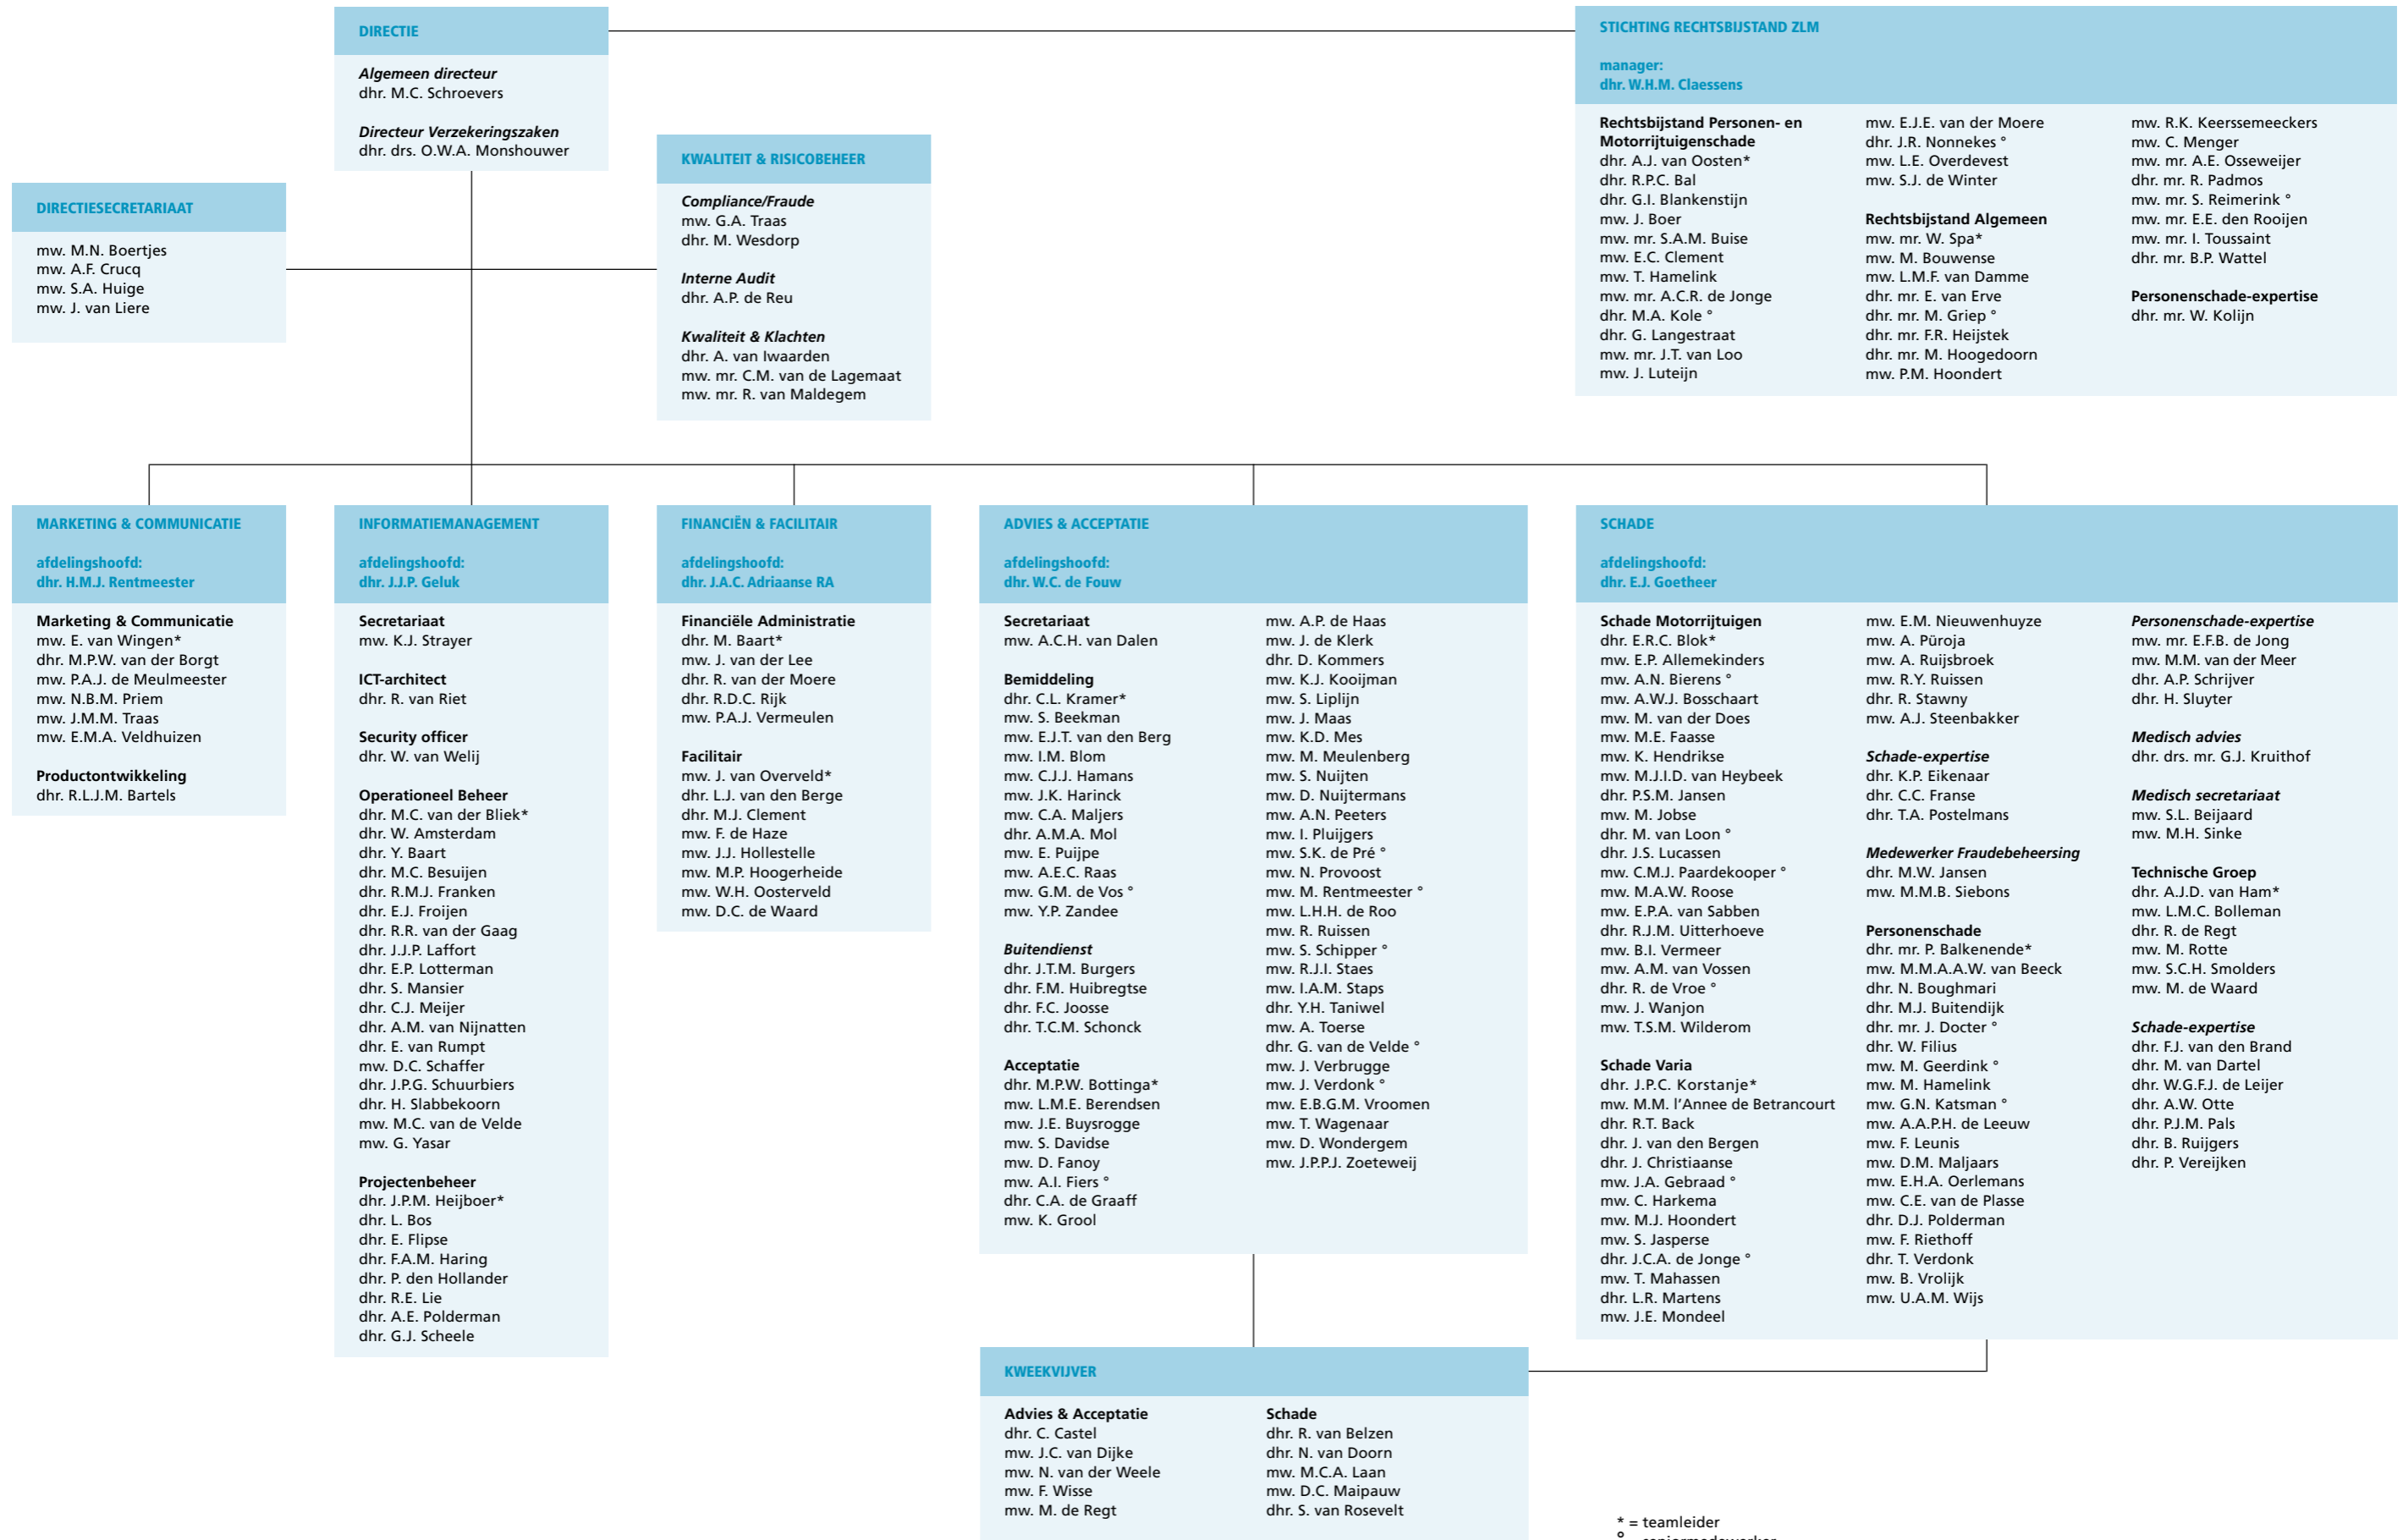 DIRECTIE
Algemeen directeur
dhr. M.C. Schroevers
Directeur Verzekeringszaken
dhr. drs. O.W.A. Monshouwer
STICHTING RECHTSBIJSTAND ZLM
manager:
dhr. W.H.M. Claessens
Rechtsbijstand Personen- en
Motorrijtuigenschade
dhr. A.J. van Oosten*
dhr. R.P.C. Bal
dhr. G.I. Blankenstijn
mw. J. Boer
mw. mr. S.A.M. Buise
mw. E.C. Clement
mw. T. Hamelink
mw. mr. A.C.R. de Jonge
dhr. M.A. Kole °
dhr. G. Langestraat
mw. mr. J.T. van Loo
mw. J. Luteijn
mw. E.J.E. van der Moere
dhr. J.R. Nonnekes °
mw. L.E. Overdevest
mw. S.J. de Winter
Rechtsbijstand Algemeen
mw. mr. W. Spa*
mw. M. Bouwense
mw. L.M.F. van Damme
dhr. mr. E. van Erve
dhr. mr. M. Griep °
dhr. mr. F.R. Heijstek
dhr. mr. M. Hoogedoorn
mw. P.M. Hoondert
mw. R.K. Keerssemeeckers
mw. C. Menger
mw. mr. A.E. Osseweijer
dhr. mr. R. Padmos
mw. mr. S. Reimerink °
mw. mr. E.E. den Rooijen
mw. mr. I. Toussaint
dhr. mr. B.P. Wattel
Personenschade-expertise
dhr. mr. W. Kolijn
KWALITEIT & RISICOBEHEER
Compliance/Fraude
mw. G.A. Traas
dhr. M. Wesdorp
Interne Audit
dhr. A.P. de Reu
Kwaliteit & Klachten
dhr. A. van Iwaarden
mw. mr. C.M. van de Lagemaat
mw. mr. R. van Maldegem
DIRECTIESECRETARIAAT
mw. M.N. Boertjes
mw. A.F. Crucq
mw. S.A. Huige
mw. J. van Liere
MARKETING & COMMUNICATIE
afdelingshoofd:
dhr. H.M.J. Rentmeester
Marketing & Communicatie
mw. E. van Wingen*
dhr. M.P.W. van der Borgt
mw. P.A.J. de Meulmeester
mw. N.B.M. Priem
mw. J.M.M. Traas
mw. E.M.A. Veldhuizen
Productontwikkeling
dhr. R.L.J.M. Bartels
INFORMATIEMANAGEMENT
afdelingshoofd:
dhr. J.J.P. Geluk
Secretariaat
mw. K.J. Strayer
ICT-architect
dhr. R. van Riet
Security officer
dhr. W. van Welij
Operationeel Beheer
dhr. M.C. van der Bliek*
dhr. W. Amsterdam
dhr. Y. Baart
dhr. M.C. Besuijen
dhr. R.M.J. Franken
dhr. E.J. Froijen
dhr. R.R. van der Gaag
dhr. J.J.P. Laffort
dhr. E.P. Lotterman
dhr. S. Mansier
dhr. C.J. Meijer
dhr. A.M. van Nijnatten
dhr. E. van Rumpt
mw. D.C. Schaffer
dhr. J.P.G. Schuurbiers
dhr. H. Slabbekoorn
mw. M.C. van de Velde
mw. G. Yasar
Projectenbeheer
dhr. J.P.M. Heijboer*
dhr. L. Bos
dhr. E. Flipse
dhr. F.A.M. Haring
dhr. P. den Hollander
dhr. R.E. Lie
dhr. A.E. Polderman
dhr. G.J. Scheele
FINANCIËN & FACILITAIR
afdelingshoofd:
dhr. J.A.C. Adriaanse RA
Financiële Administratie
dhr. M. Baart*
mw. J. van der Lee
dhr. R. van der Moere
dhr. R.D.C. Rijk
mw. P.A.J. Vermeulen
Facilitair
mw. J. van Overveld*
dhr. L.J. van den Berge
dhr. M.J. Clement
mw. F. de Haze
mw. J.J. Hollestelle
mw. M.P. Hoogerheide
mw. W.H. Oosterveld
mw. D.C. de Waard
ADVIES & ACCEPTATIE
afdelingshoofd:
dhr. W.C. de Fouw
Secretariaat
mw. A.C.H. van Dalen
Bemiddeling
dhr. C.L. Kramer*
mw. S. Beekman
mw. E.J.T. van den Berg
mw. I.M. Blom
mw. C.J.J. Hamans
mw. J.K. Harinck
mw. C.A. Maljers
dhr. A.M.A. Mol
mw. E. Puijpe
mw. A.E.C. Raas
mw. G.M. de Vos °
mw. Y.P. Zandee
Buitendienst
dhr. J.T.M. Burgers
dhr. F.M. Huibregtse
dhr. F.C. Joosse
dhr. T.C.M. Schonck
Acceptatie
dhr. M.P.W. Bottinga*
mw. L.M.E. Berendsen
mw. J.E. Buysrogge
mw. S. Davidse
mw. D. Fanoy
mw. A.I. Fiers °
dhr. C.A. de Graaff
mw. K. Grool
mw. A.P. de Haas
mw. J. de Klerk
dhr. D. Kommers
mw. K.J. Kooijman
mw. S. Liplijn
mw. J. Maas
mw. K.D. Mes
mw. M. Meulenberg
mw. S. Nuijten
mw. D. Nuijtermans
mw. A.N. Peeters
mw. I. Pluijgers
mw. S.K. de Pré °
mw. N. Provoost
mw. M. Rentmeester °
mw. L.H.H. de Roo
mw. R. Ruissen
mw. S. Schipper °
mw. R.J.I. Staes
mw. I.A.M. Staps
dhr. Y.H. Taniwel
mw. A. Toerse
dhr. G. van de Velde °
mw. J. Verbrugge
mw. J. Verdonk °
mw. E.B.G.M. Vroomen
mw. T. Wagenaar
mw. D. Wondergem
mw. J.P.P.J. Zoeteweij
SCHADE
afdelingshoofd:
dhr. E.J. Goetheer
Schade Motorrijtuigen
dhr. E.R.C. Blok*
mw. E.P. Allemekinders
mw. A.N. Bierens °
mw. A.W.J. Bosschaart
mw. M. van der Does
mw. M.E. Faasse
mw. K. Hendrikse
mw. M.J.I.D. van Heybeek
dhr. P.S.M. Jansen
mw. M. Jobse
dhr. M. van Loon °
dhr. J.S. Lucassen
mw. C.M.J. Paardekooper °
mw. M.A.W. Roose
mw. E.P.A. van Sabben
dhr. R.J.M. Uitterhoeve
mw. B.I. Vermeer
mw. A.M. van Vossen
dhr. R. de Vroe °
mw. J. Wanjon
mw. T.S.M. Wilderom
Schade Varia
dhr. J.P.C. Korstanje*
mw. M.M. l'Annee de Betrancourt
dhr. R.T. Back
dhr. J. van den Bergen
dhr. J. Christiaanse
mw. J.A. Gebraad °
mw. C. Harkema
mw. M.J. Hoondert
mw. S. Jasperse
dhr. J.C.A. de Jonge °
mw. T. Mahassen
dhr. L.R. Martens
mw. J.E. Mondeel
mw. E.M. Nieuwenhuyze
mw. A. Pūroja
mw. A. Ruijsbroek
mw. R.Y. Ruissen
dhr. R. Stawny
mw. A.J. Steenbakker
Schade-expertise
dhr. K.P. Eikenaar
dhr. C.C. Franse
dhr. T.A. Postelmans
Medewerker Fraudebeheersing
dhr. M.W. Jansen
mw. M.M.B. Siebons
Personenschade
dhr. mr. P. Balkenende*
mw. M.M.A.A.W. van Beeck
dhr. N. Boughmari
dhr. M.J. Buitendijk
dhr. mr. J. Docter °
dhr. W. Filius
mw. M. Geerdink °
mw. M. Hamelink
mw. G.N. Katsman °
mw. A.A.P.H. de Leeuw
mw. F. Leunis
mw. D.M. Maljaars
mw. E.H.A. Oerlemans
mw. C.E. van de Plasse
dhr. D.J. Polderman
mw. F. Riethoff
dhr. T. Verdonk
mw. B. Vrolijk
mw. U.A.M. Wijs
Personenschade-expertise
mw. mr. E.F.B. de Jong
mw. M.M. van der Meer
dhr. A.P. Schrijver
dhr. H. Sluyter
Medisch advies
dhr. drs. mr. G.J. Kruithof
Medisch secretariaat
mw. S.L. Beijaard
mw. M.H. Sinke
Technische Groep
dhr. A.J.D. van Ham*
mw. L.M.C. Bolleman
dhr. R. de Regt
mw. M. Rotte
mw. S.C.H. Smolders
mw. M. de Waard
Schade-expertise
dhr. F.J. van den Brand
dhr. M. van Dartel
dhr. W.G.F.J. de Leijer
dhr. A.W. Otte
dhr. P.J.M. Pals
dhr. B. Ruijgers
dhr. P. Vereijken
KWEEKVIJVER
Advies & Acceptatie
dhr. C. Castel
mw. J.C. van Dijke
mw. N. van der Weele
mw. F. Wisse
mw. M. de Regt
Schade
dhr. R. van Belzen
dhr. N. van Doorn
mw. M.C.A. Laan
mw. D.C. Maipauw
dhr. S. van Rosevelt
* = teamleider
°